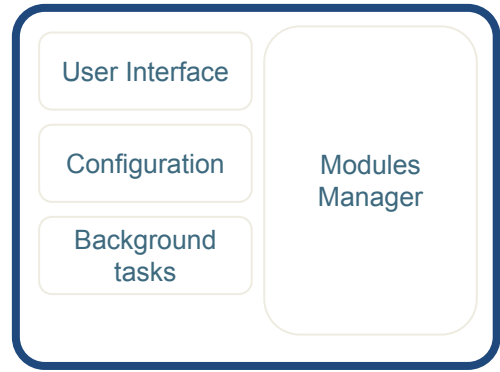 User Interface
Configuration
Background
tasks
Modules
Manager